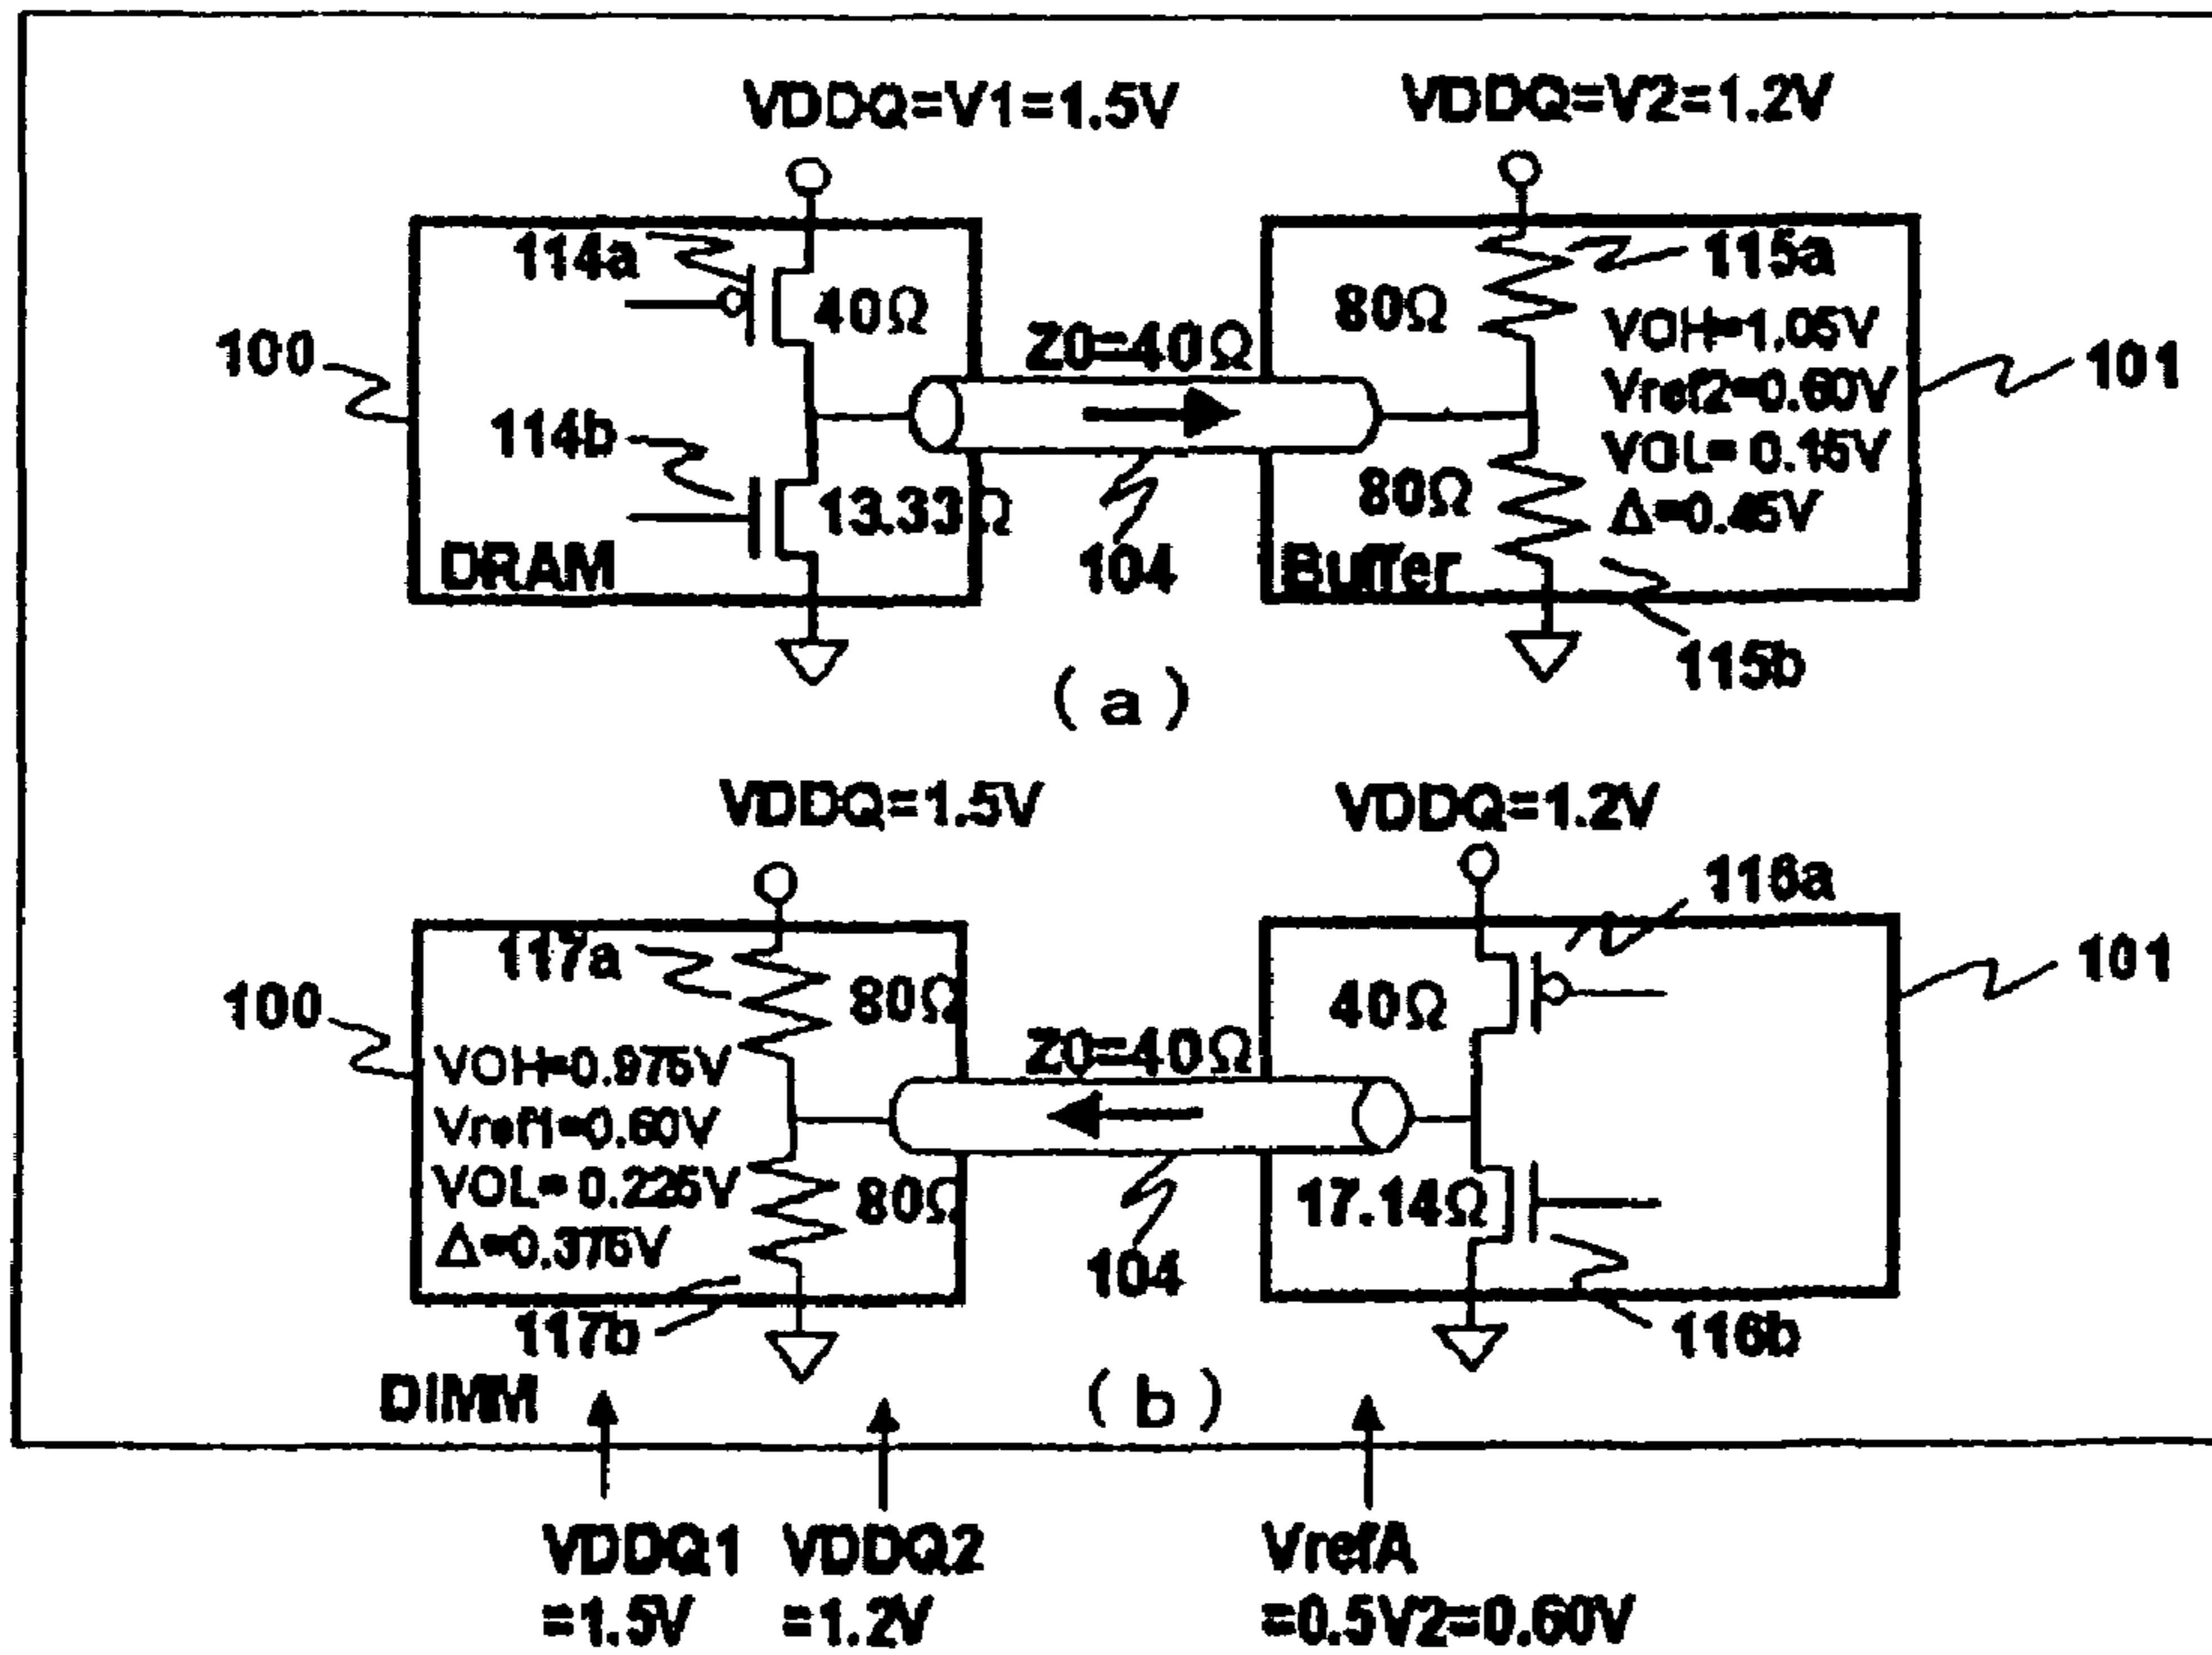 VDDQ=V1=1.5V
VDDQ=V2=1.2V
114a
40Ω
80Ω
115a
100
Z0=40Ω
VOH=1.05V
Vref2=0.60V
VOL= 0.15V
Δ=0.45V
101
114b
13.33Ω
80Ω
DRAM
104
Buffer
115b
( a )
VDDQ=1.5V
VDDQ=1.2V
116a
117a
80Ω
40Ω
101
100
Z0=40Ω
VOH=0.975V
Vref1=0.60V
VOL= 0.225V
Δ=0.375V
80Ω
17.14Ω
104
117b
116b
DIMM
( b )
VDDQ1
=1.5V
VDDQ2
=1.2V
VrefA
=0.5V2=0.60V